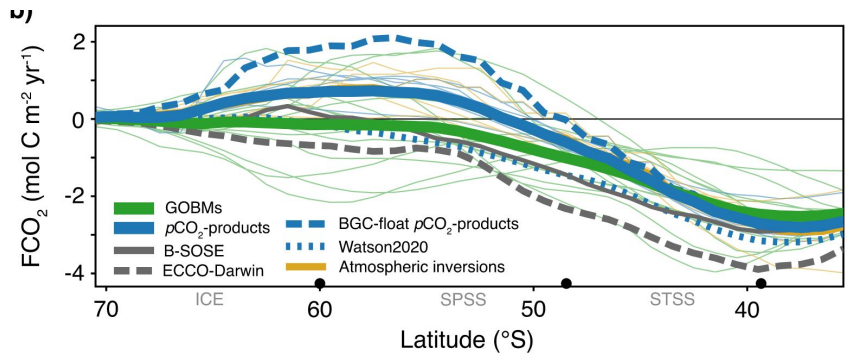 b)
FCO₂ (mol C m⁻² yr⁻¹)
2
0
-2
-4
GOBMs
pCO₂-products
B-SOSE
ECCO-Darwin
BGC-float pCO₂-products
Watson2020
Atmospheric inversions
ICE
SPSS
STSS
70
60
50
40
Latitude (°S)